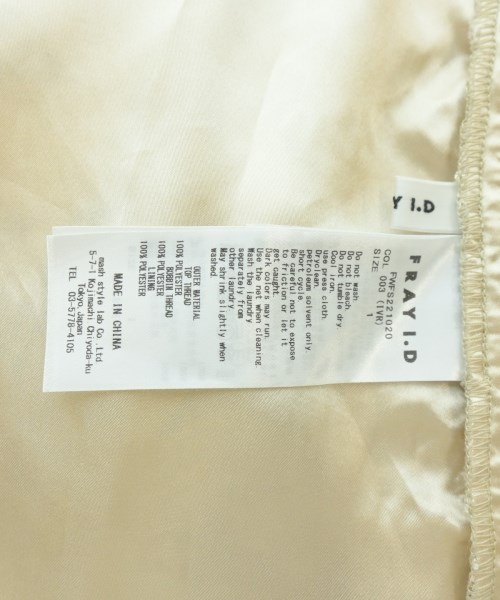 FRAY I.D
FWFS221020
COL 003 (IVR)
SIZE 1
Do not wash.
Do not bleach.
Do not tumble dry.
Cool iron.
use press cloth.
Dryclean.
petroleum solvent only.
short cycle.
Be careful not to expose
to friction or let it
get caught.
Dark colors may run.
Use the net when cleaning.
Wash the laundry
separately from
other laundry.
May shrink slightly when
washed.
OUTER MATERIAL
TOP THREAD
100% POLYESTER
BOBBIN THREAD
100% POLYESTER
LINING
100% POLYESTER
MADE IN CHINA
mash style lab Co. Ltd
5-7-1 Kojimachi Chiyoda-ku
Tokyo, Japan
TEL 03-5778-4105
Y I.D